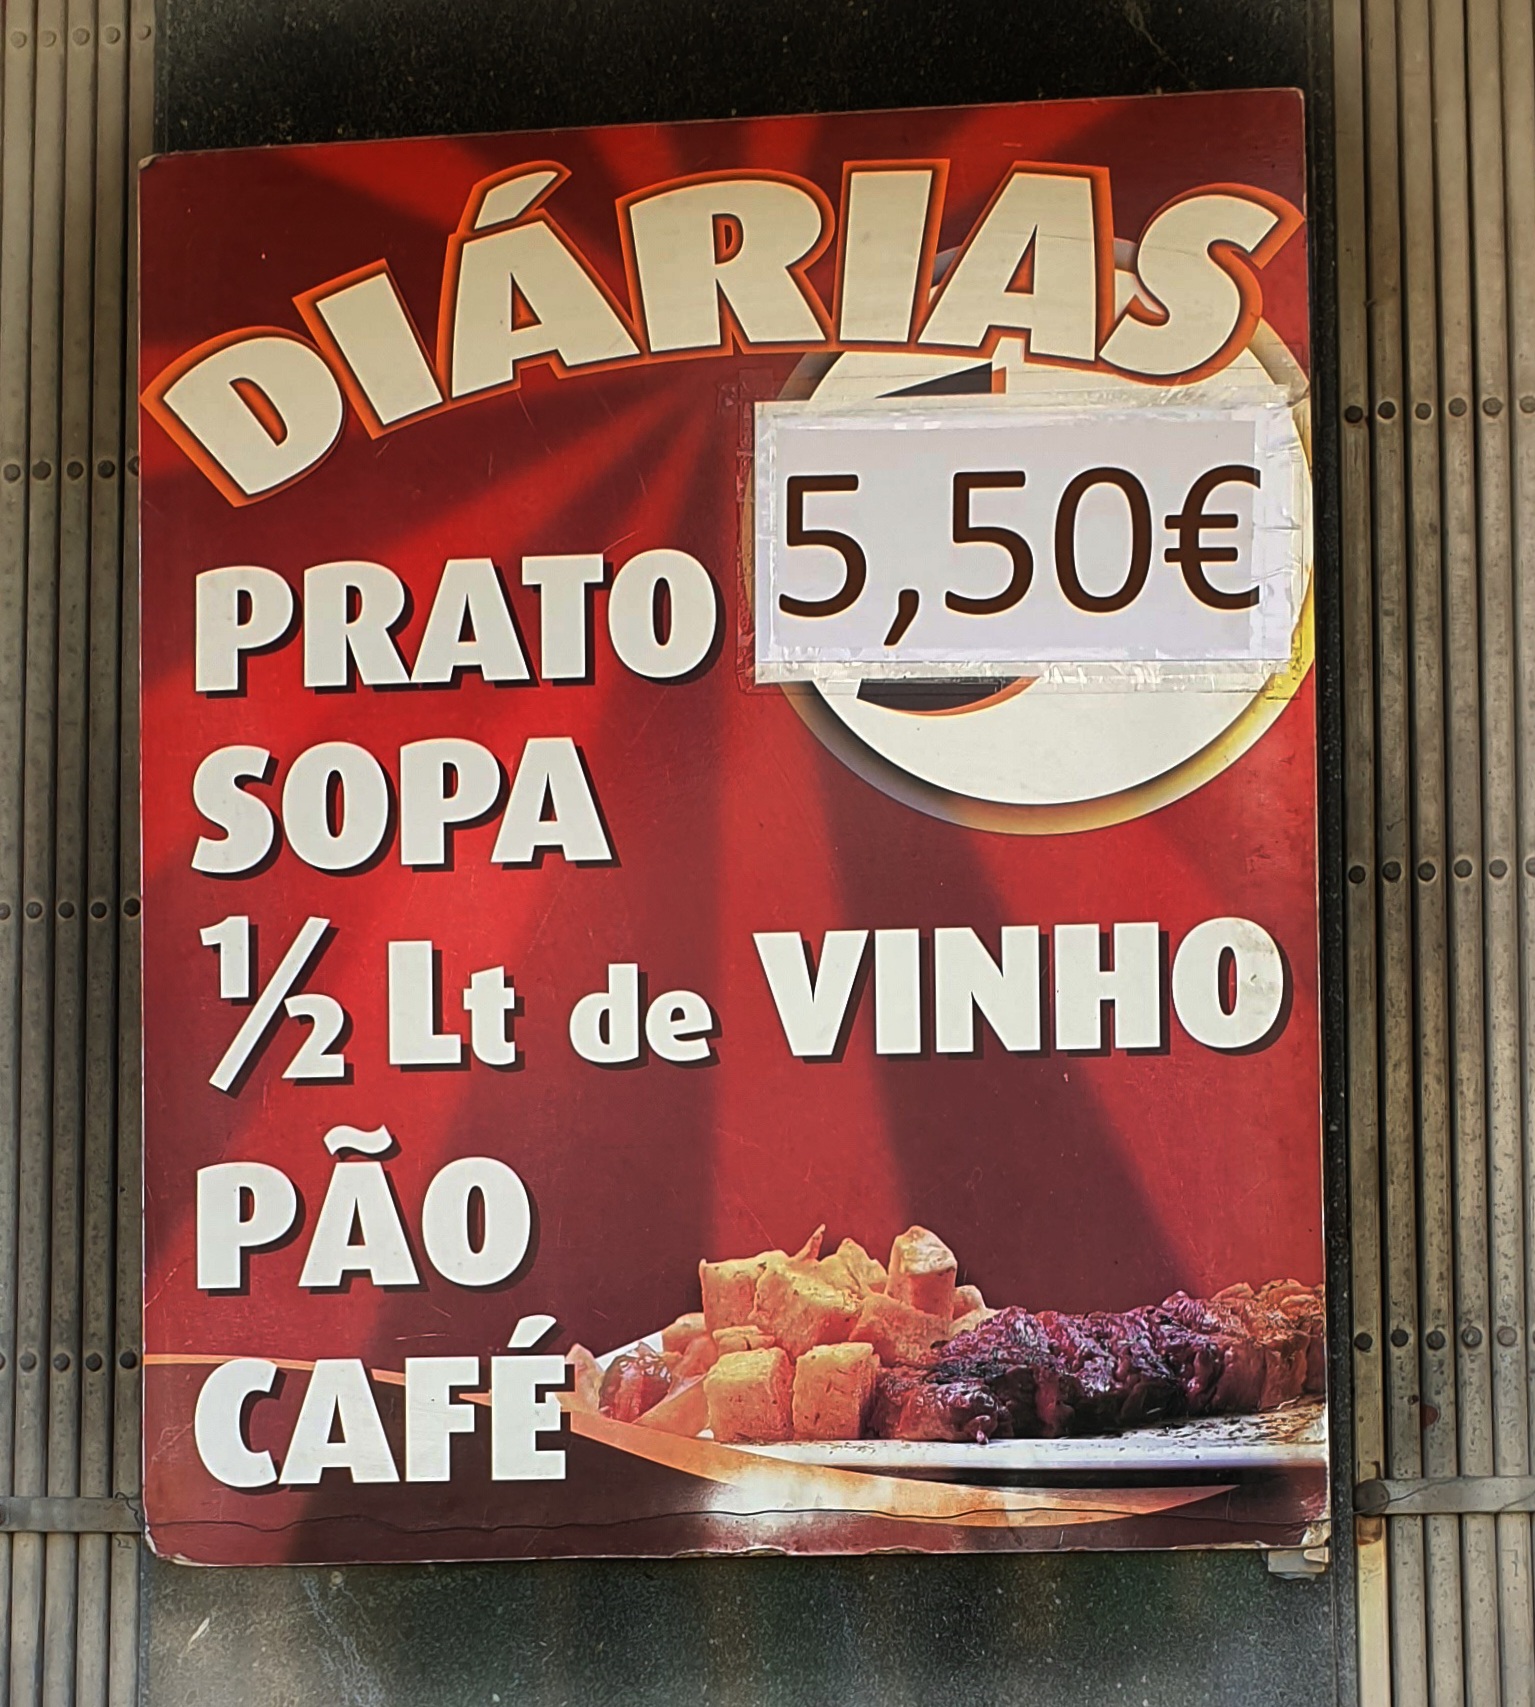 DIÁRIAS
5,50€
PRATO
SOPA
½ Lt de VINHO
PÃO
CAFÉ